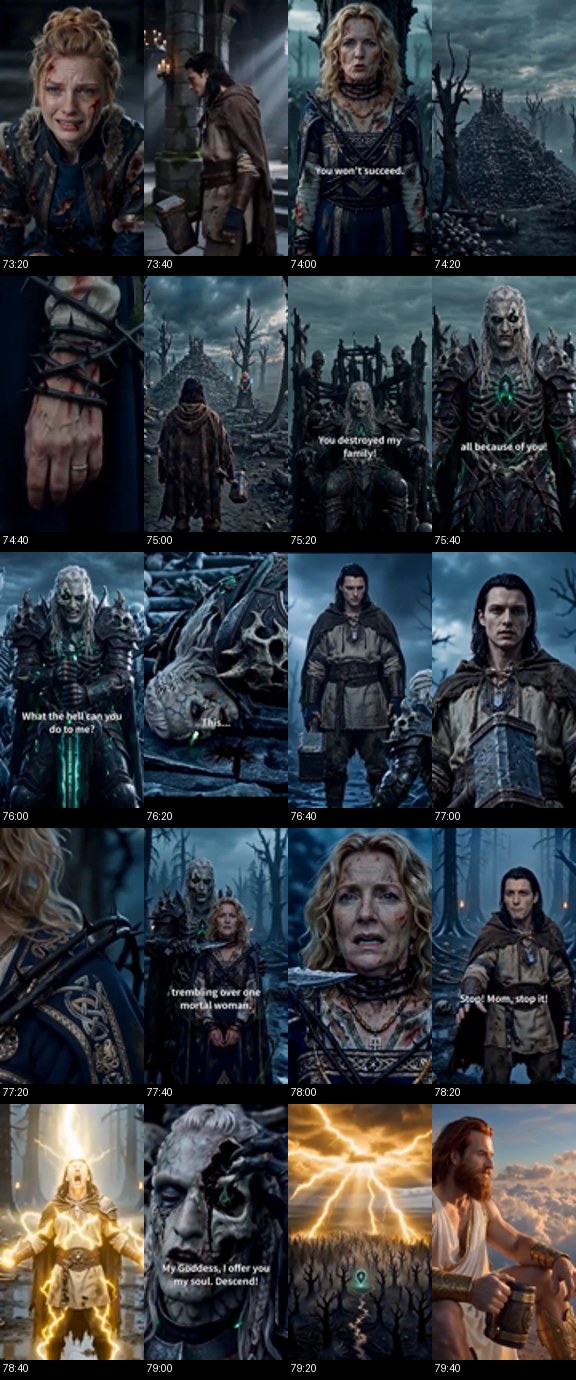 You won't succeed.
73:20
73:40
74:00
74:20
You destroyed my
family!
all because of you!
74:40
75:00
75:20
75:40
What the hell can you
do to me?
This...
76:00
76:20
76:40
77:00
trembling over one
mortal woman.
Stop! Mom, stop it!
77:20
77:40
78:00
78:20
My Goddess, I offer you
my soul. Descend!
78:40
79:00
79:20
79:40